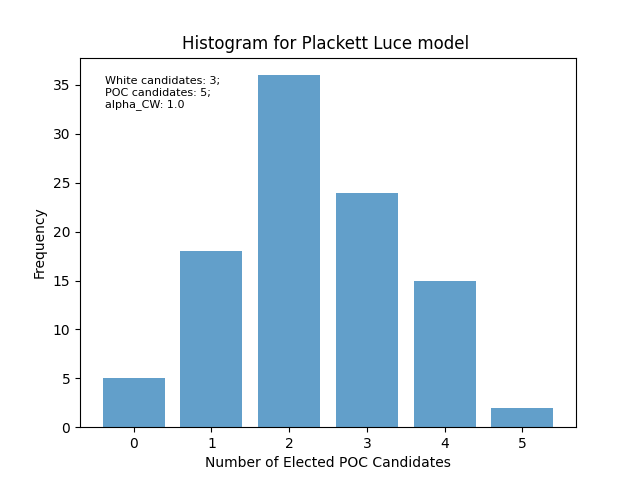 Histogram for Plackett Luce model
White candidates: 3;
POC candidates: 5;
alpha_CW: 1.0
Frequency
35
30
25
20
15
10
5
0
0 1 2 3 4 5
Number of Elected POC Candidates